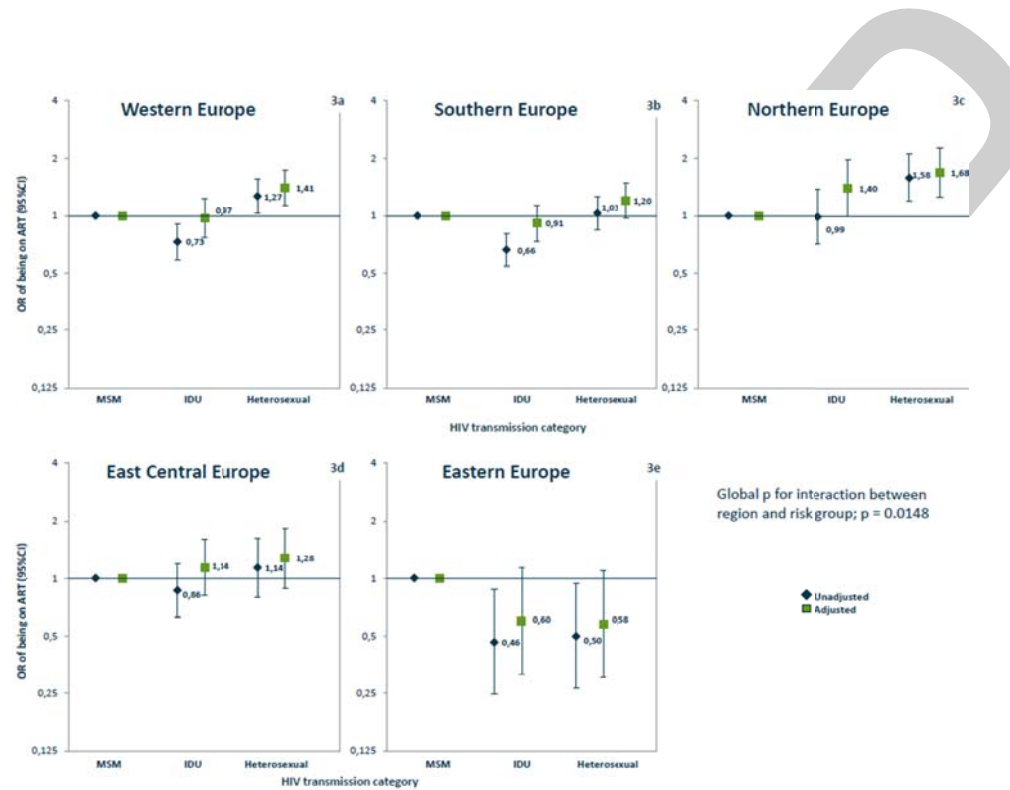 Western Europe
3a
Southern Europe
3b
Northern Europe
3c
OR of being on ART (95%CI)
4
2
1
0,5
0,25
0,125
0,73
0,97
1,27
1,41
MSM
IDU
Heterosexual
4
2
1
0,5
0,25
0,125
0,66
0,91
1,03
1,20
MSM
IDU
Heterosexual
4
2
1
0,5
0,25
0,125
0,99
1,40
1,58
1,68
MSM
IDU
Heterosexual
HIV transmission category
East Central Europe
3d
Eastern Europe
3e
OR of being on ART (95%CI)
4
2
1
0,5
0,25
0,125
0,86
1,14
1,14
1,28
MSM
IDU
Heterosexual
4
2
1
0,5
0,25
0,125
0,46
0,60
0,50
058
MSM
IDU
Heterosexual
HIV transmission category
Global p for interaction between
region and riskgroup; p = 0.0148
Unadjusted
Adjusted